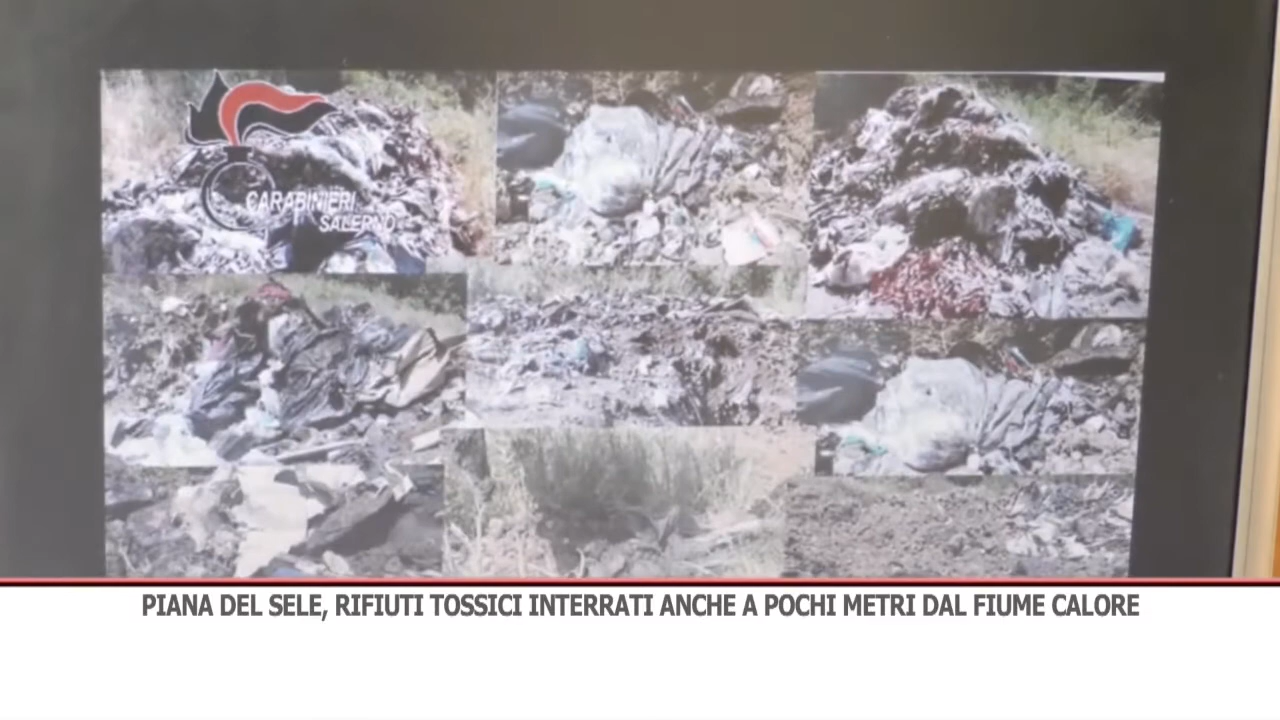 CARABINIERI
SALERNO
PIANA DEL SELE, RIFIUTI TOSSICI INTERRATI ANCHE A POCHI METRI DAL FIUME CALORE